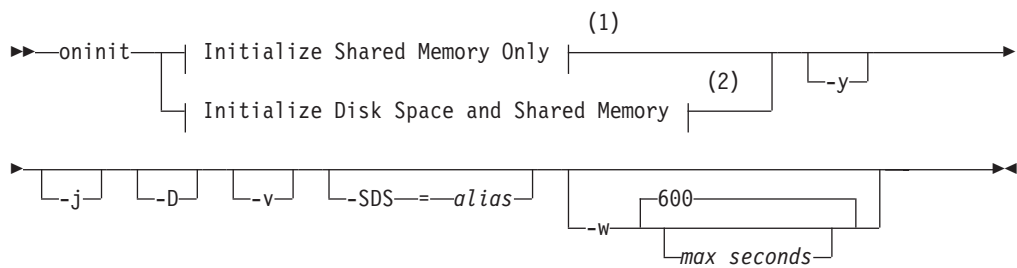 (1)
oninit Initialize Shared Memory Only
(2)
-y
Initialize Disk Space and Shared Memory
-j -D -v -SDS = alias
600
-w
max seconds